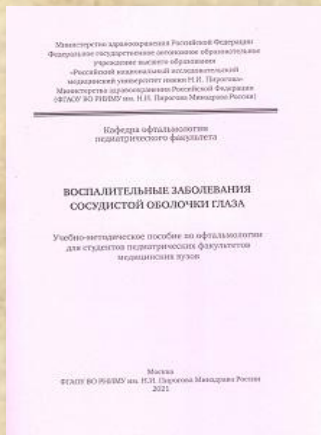 Министерство здравоохранения Российской Федерации
Федеральное государственное автономное образовательное
учреждение высшего образования
«Российский национальный исследовательский
медицинский университет имени Н.И. Пирогова»
Министерства здравоохранения Российской Федерации
(ФГАОУ ВО РНИМУ им. Н.И. Пирогова Минздрава России)
Кафедра офтальмологии
педиатрического факультета
ВОСПАЛИТЕЛЬНЫЕ ЗАБОЛЕВАНИЯ
СОСУДИСТОЙ ОБОЛОЧКИ ГЛАЗА
Учебно-методическое пособие по офтальмологии
для студентов педиатрических факультетов
медицинских вузов
Москва
ФГАОУ ВО РНИМУ им. Н.И. Пирогова Минздрава России
2021